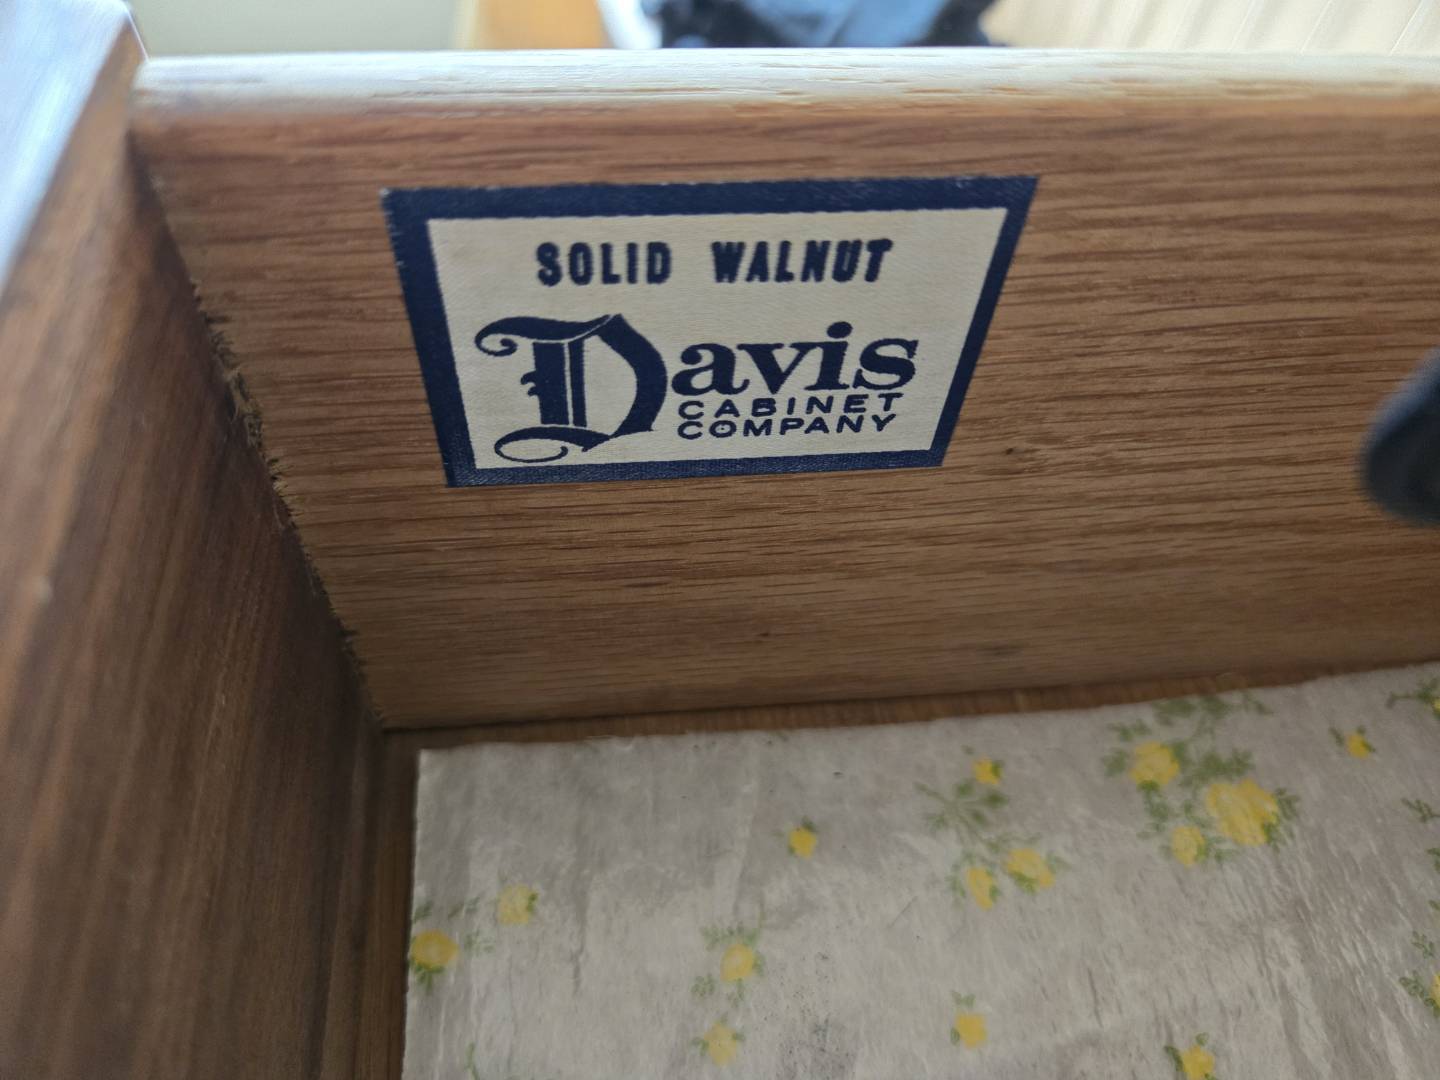 SOLID WALNUT
Davis
CABINET
COMPANY